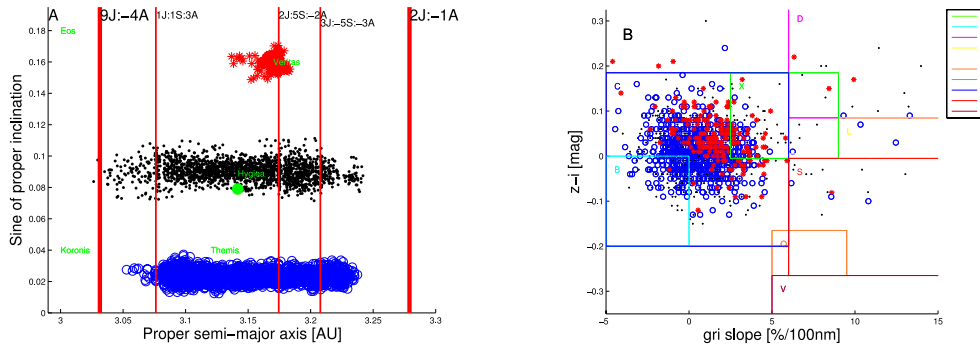 A
9J:-4A
1J:1S:3A
2J:5S:-2A
3J:-5S:-3A
2J:-1A
Eos
Veritas
Hygiea
Koronis
Themis
0.18
0.16
0.14
0.12
0.1
0.08
0.06
0.04
0.02
0
3
3.05
3.1
3.15
3.2
3.25
3.3
Sine of proper inclination
Proper semi-major axis [AU]
B
D
C
X
L
B
S
O
V
0.3
0.2
0.1
0
-0.1
-0.2
-0.3
-5
0
5
10
15
z-i [mag]
gri slope [%/100nm]